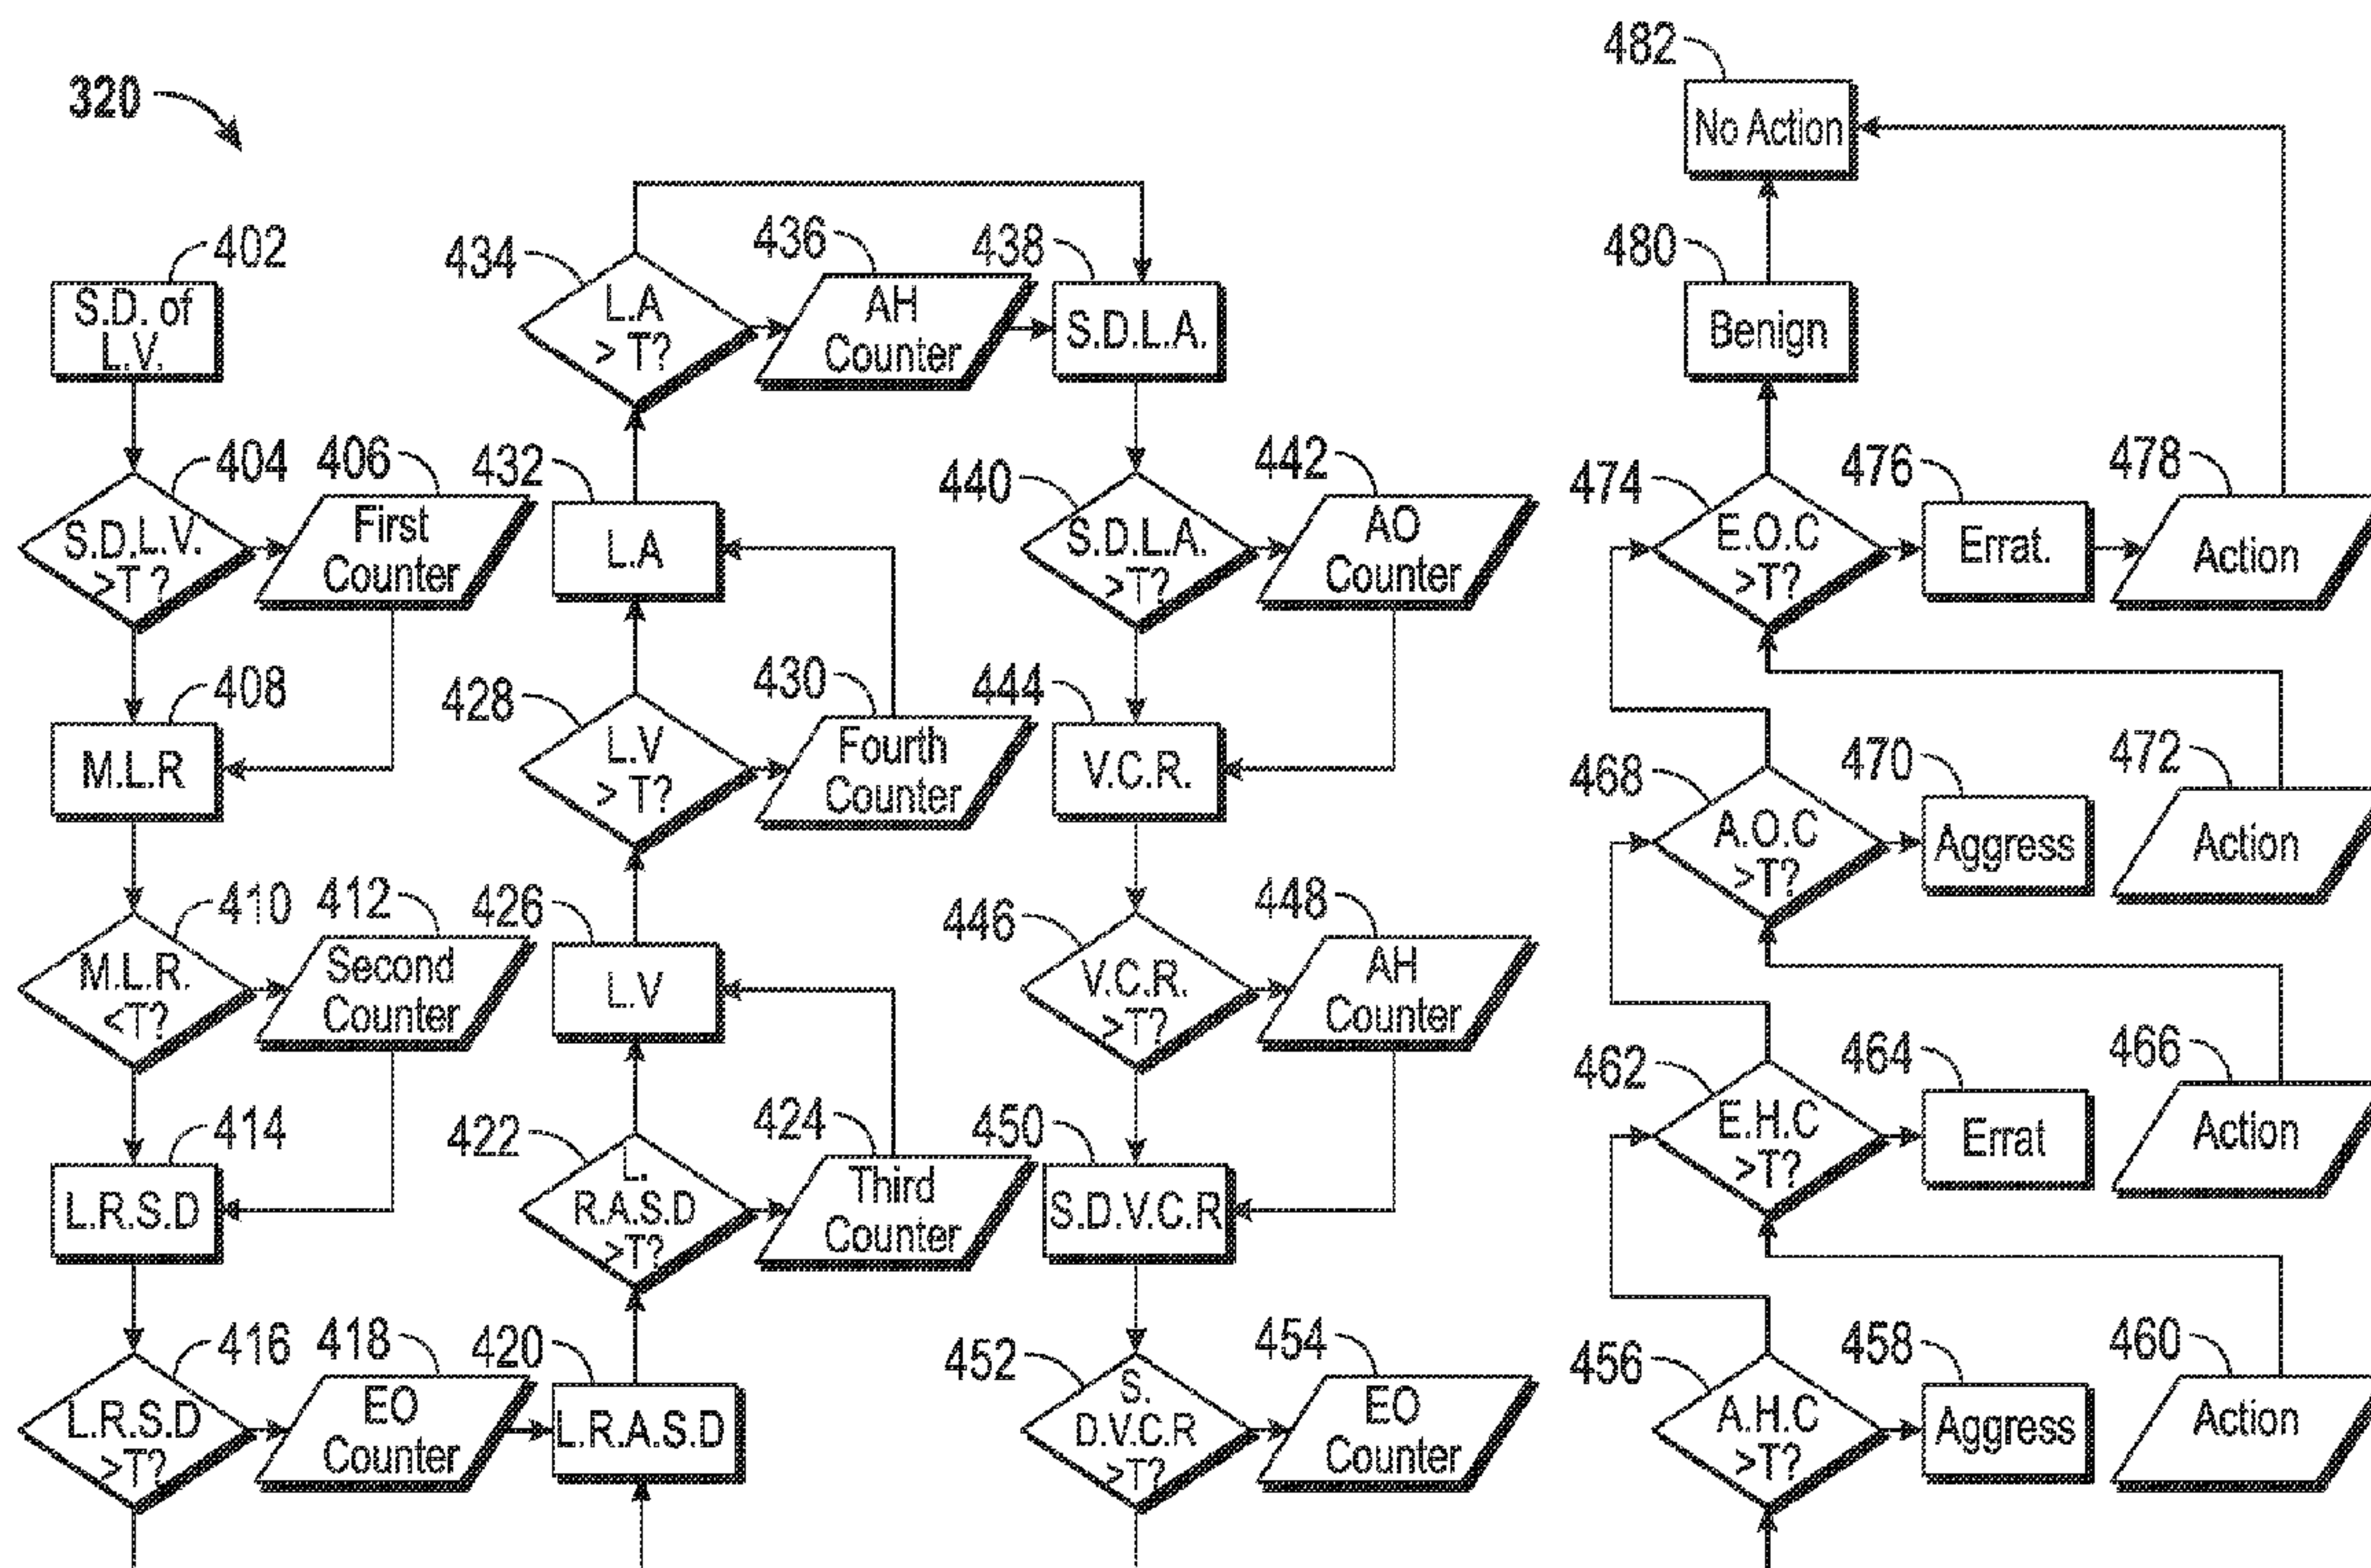 320
402
S.D. of
L.V.
404
S.D.L.V.
>T ?
406
First
Counter
408
M.L.R
410
M.L.R.
<T?
412
Second
Counter
414
L.R.S.D
416
L.R.S.D
>T?
418
EO
Counter
420
L.R.A.S.D
422
L.
R.A.S.D
>T?
424
Third
Counter
426
L.V
428
L.V
> T?
430
Fourth
Counter
432
L.A
434
L.A
> T?
436
AH
Counter
438
S.D.L.A.
440
S.D.L.A.
>T?
442
AO
Counter
444
V.C.R.
446
V.C.R.
>T?
448
AH
Counter
450
S.D.V.C.R
452
S.
D.V.C.R
>T?
454
EO
Counter
456
A.H.C
>T?
458
Aggress
460
Action
462
E.H.C
>T?
464
Errat
466
Action
468
A.O.C
>T?
470
Aggress
472
Action
474
E.O.C
>T?
476
Errat.
478
Action
480
Benign
482
No Action